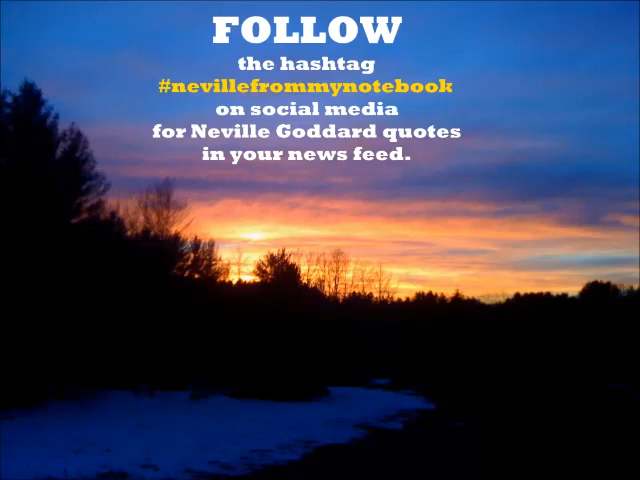 FOLLOW
the hashtag
#nevillefrommynotebook
on social media
for Neville Goddard quotes
in your news feed.